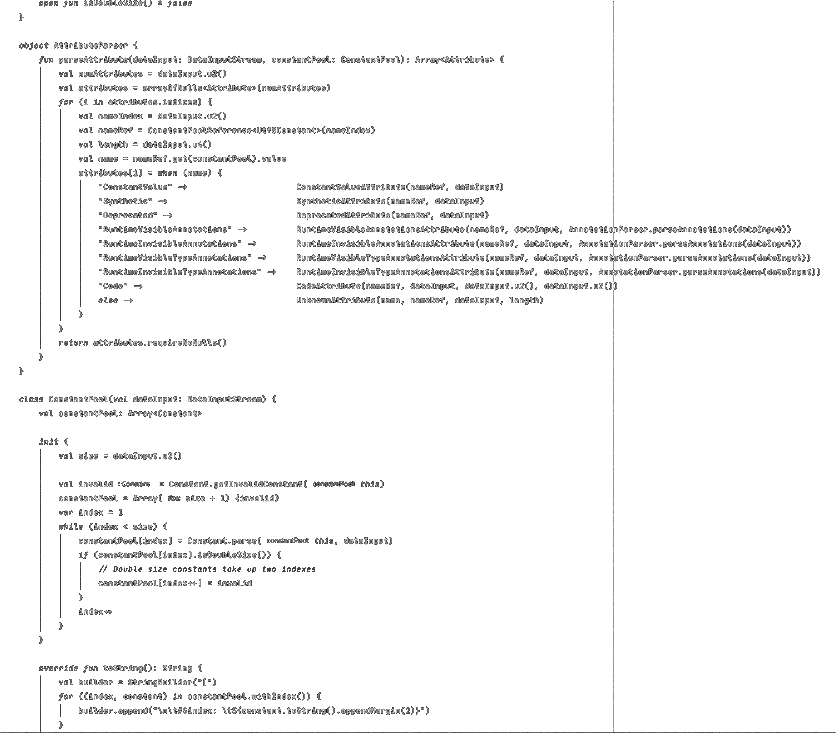 open fun isDoubleSize() = false
}
object AttributeParser {
fun parseAttribute(dataInput: DataInputStream, constantPool: ConstantPool): Array<Attribute> {
val numAttributes = dataInput.u2()
val attributes = arrayOfNulls<Attribute>(numAttributes)
for (i in attributes.indices) {
val nameIndex = dataInput.u2()
val nameRef = ConstantPoolReference<Utf8Constant>(nameIndex)
val length = dataInput.u4()
val name = nameRef.get(constantPool).value
attributes[i] = when (name) {
"ConstantValue" -> ConstantValueAttribute(nameRef, dataInput)
"Synthetic" -> SyntheticAttribute(nameRef, dataInput)
"Deprecated" -> DeprecatedAttribute(nameRef, dataInput)
"RuntimeVisibleAnnotations" -> RuntimeVisibleAnnotationsAttribute(nameRef, dataInput, AnnotationParser.parseAnnotations(dataInput))
"RuntimeInvisibleAnnotations" -> RuntimeInvisibleAnnotationsAttribute(nameRef, dataInput, AnnotationParser.parseAnnotations(dataInput))
"RuntimeVisibleTypeAnnotations" -> RuntimeVisibleTypeAnnotationsAttribute(nameRef, dataInput, AnnotationParser.parseAnnotations(dataInput))
"RuntimeInvisibleTypeAnnotations" -> RuntimeInvisibleTypeAnnotationsAttribute(nameRef, dataInput, AnnotationParser.parseAnnotations(dataInput))
"Code" -> CodeAttribute(nameRef, dataInput, dataInput.u2(), dataInput.u2())
else -> UnknownAttribute(name, nameRef, dataInput, length)
}
}
return attributes.requireNoNulls()
}
}
class ConstantPool(val dataInput: DataInputStream) {
val constantPool: Array<Constant>
init {
val size = dataInput.u2()
val invalid :Constant = Constant.getInvalidConstant( constantPool: this)
constantPool = Array( size: size + 1) {invalid}
var index = 1
while (index < size) {
constantPool[index] = Constant.parse( constantPool: this, dataInput)
if (constantPool[index].isDoubleSize()) {
// Double size constants take up two indexes
constantPool[index++] = invalid
}
index++
}
}
override fun toString(): String {
val builder = StringBuilder("[")
for ((index, constant) in constantPool.withIndex()) {
builder.append("\n\t#$index: \t${constant.toString().appendMargin(2)}")
}